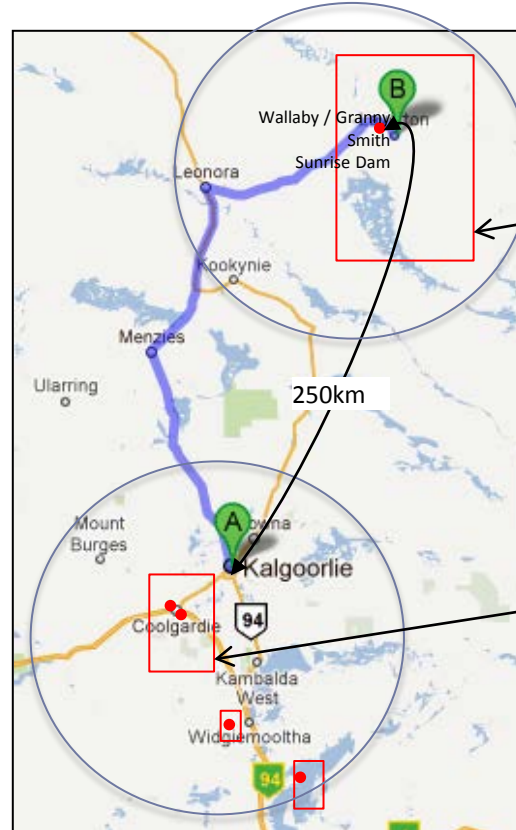 B
Wallaby / Granny
Smith
Sunrise Dam
Leonora
Kookynie
Menzies
Ularring
250km
Mount
Burges
A
Kalgoorlie
Coolgardie
94
Kambalda
West
Widgiemooltha
94